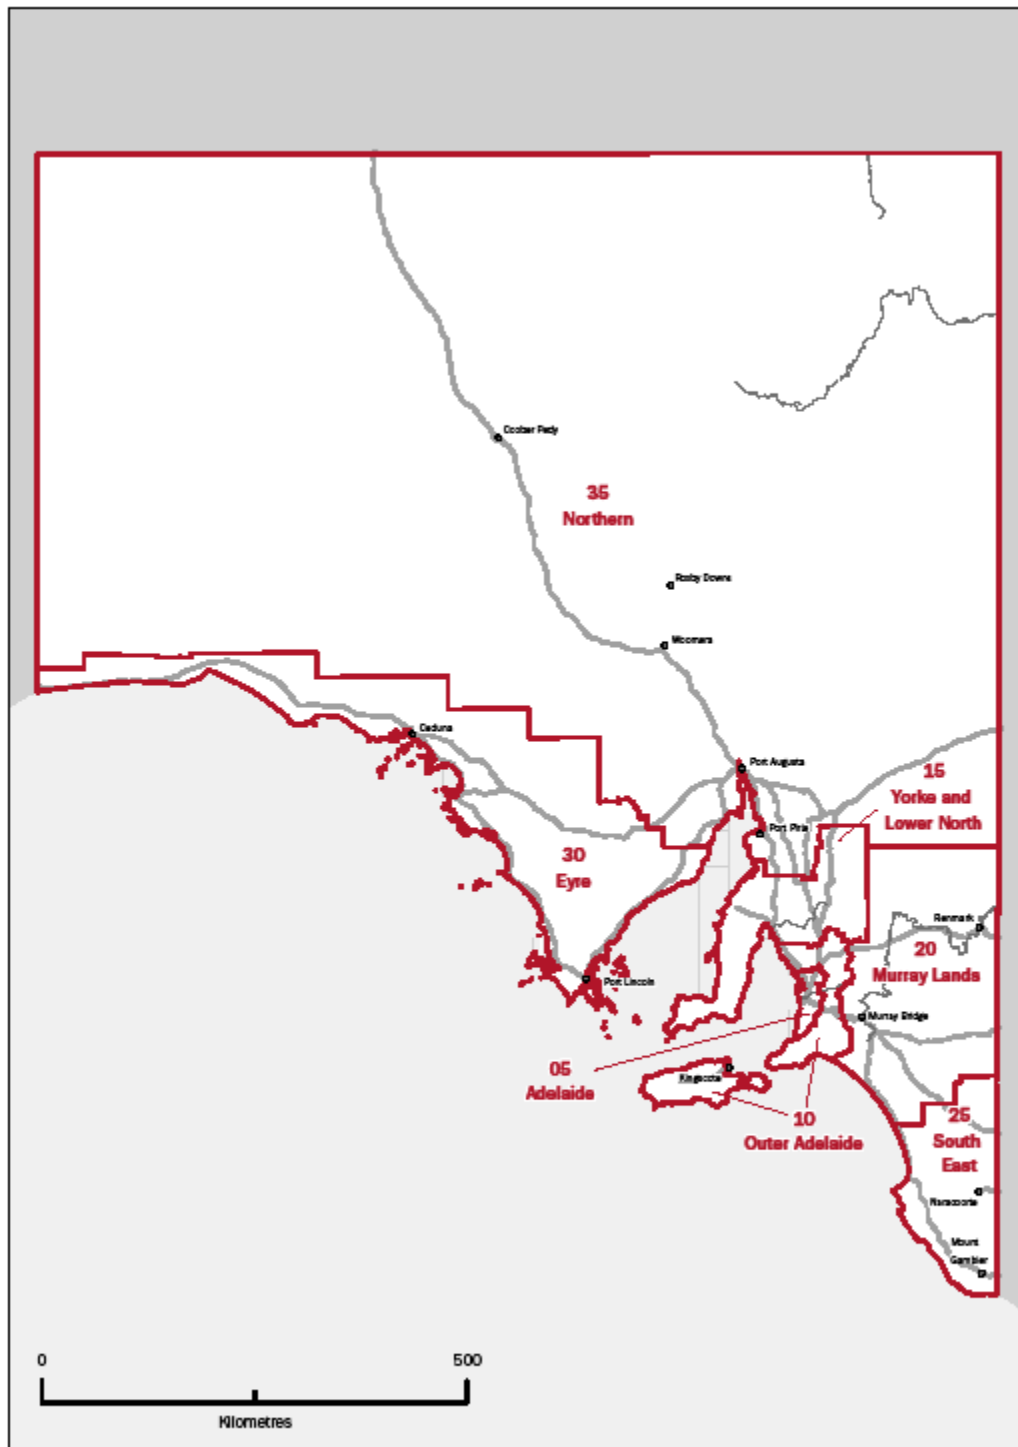 Coober Pedy
35
Northern
Roxby Downs
Woomera
Ceduna
Port Augusta
15
Yorke and
Lower North
Port Pirie
30
Eyre
Renmark
20
Murray Lands
Port Lincoln
Murray Bridge
05
Adelaide
Kingscote
10
Outer Adelaide
25
South
East
Naracoorte
Mount
Gambier
0
500
Kilometres